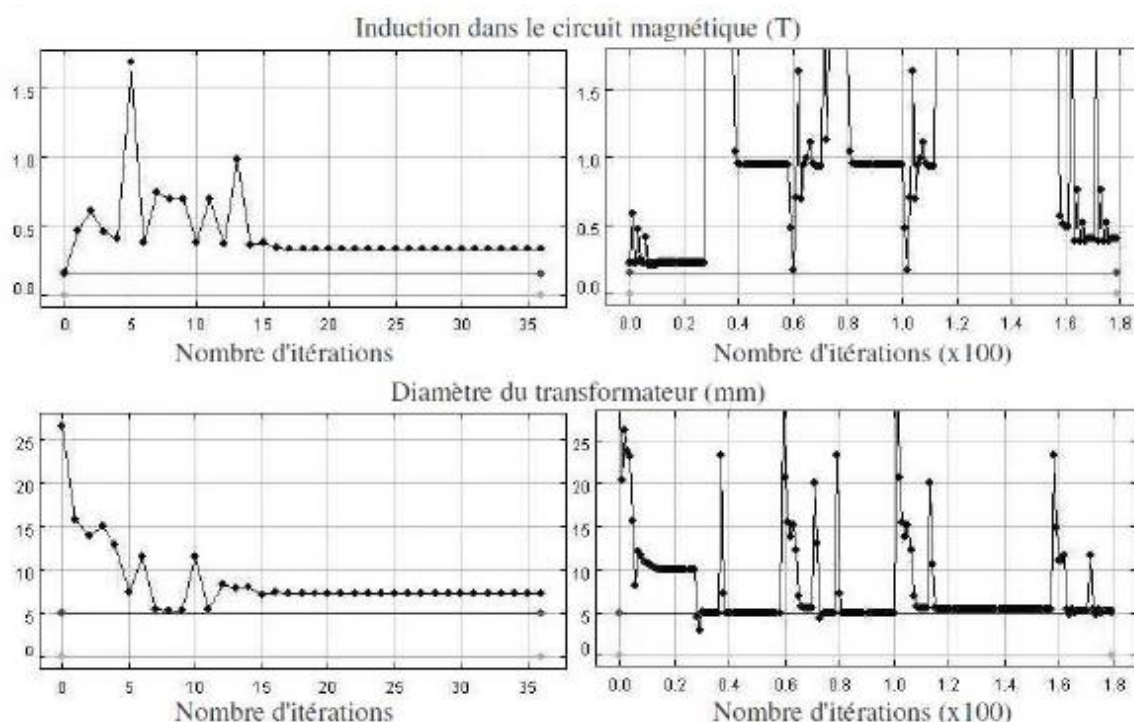 Induction dans le circuit magnétique (T)
1.5
1.0
0.5
0.0
0 5 10 15 20 25 30 35
Nombre d'itérations
1.5
1.0
0.5
0.0
0.0 0.2 0.4 0.6 0.8 1.0 1.2 1.4 1.6 1.8
Nombre d'itérations (x100)
Diamètre du transformateur (mm)
25
20
15
10
5
0
0 5 10 15 20 25 30 35
Nombre d'itérations
25
20
15
10
5
0
0.0 0.2 0.4 0.6 0.8 1.0 1.2 1.4 1.6 1.8
Nombre d'itérations (x100)